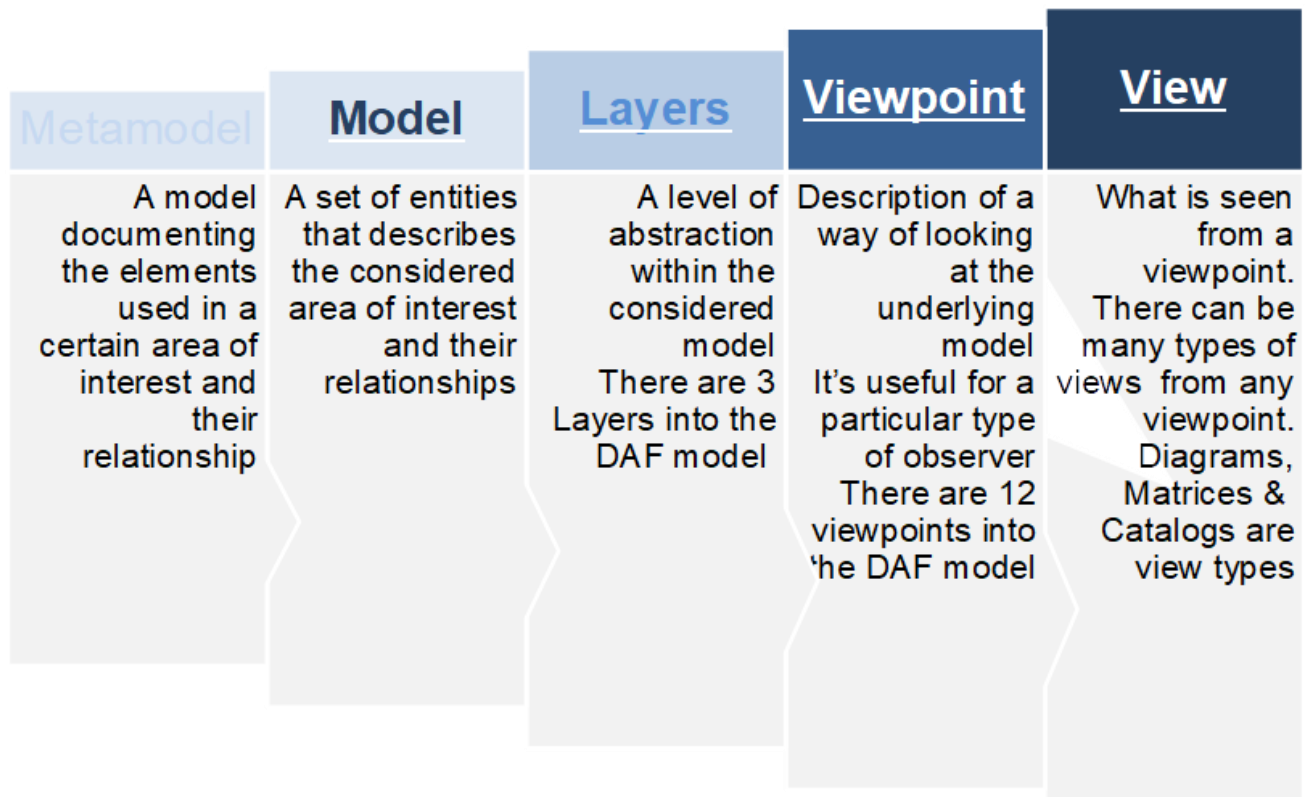 Metamodel
A model
documenting
the elements
used in a
certain area of
interest and
their
relationship
Model
A set of entities
that describes
the considered
area of interest
and their
relationships
Layers
A level of
abstraction
within the
considered
model
There are 3
Layers into the
DAF model
Viewpoint
Description of a
way of looking
at the
underlying
model
It's useful for a
particular type
of observer
There are 12
viewpoints into
the DAF model
View
What is seen
from a
viewpoint.
There can be
many types of
views from any
viewpoint.
Diagrams,
Matrices &
Catalogs are
view types